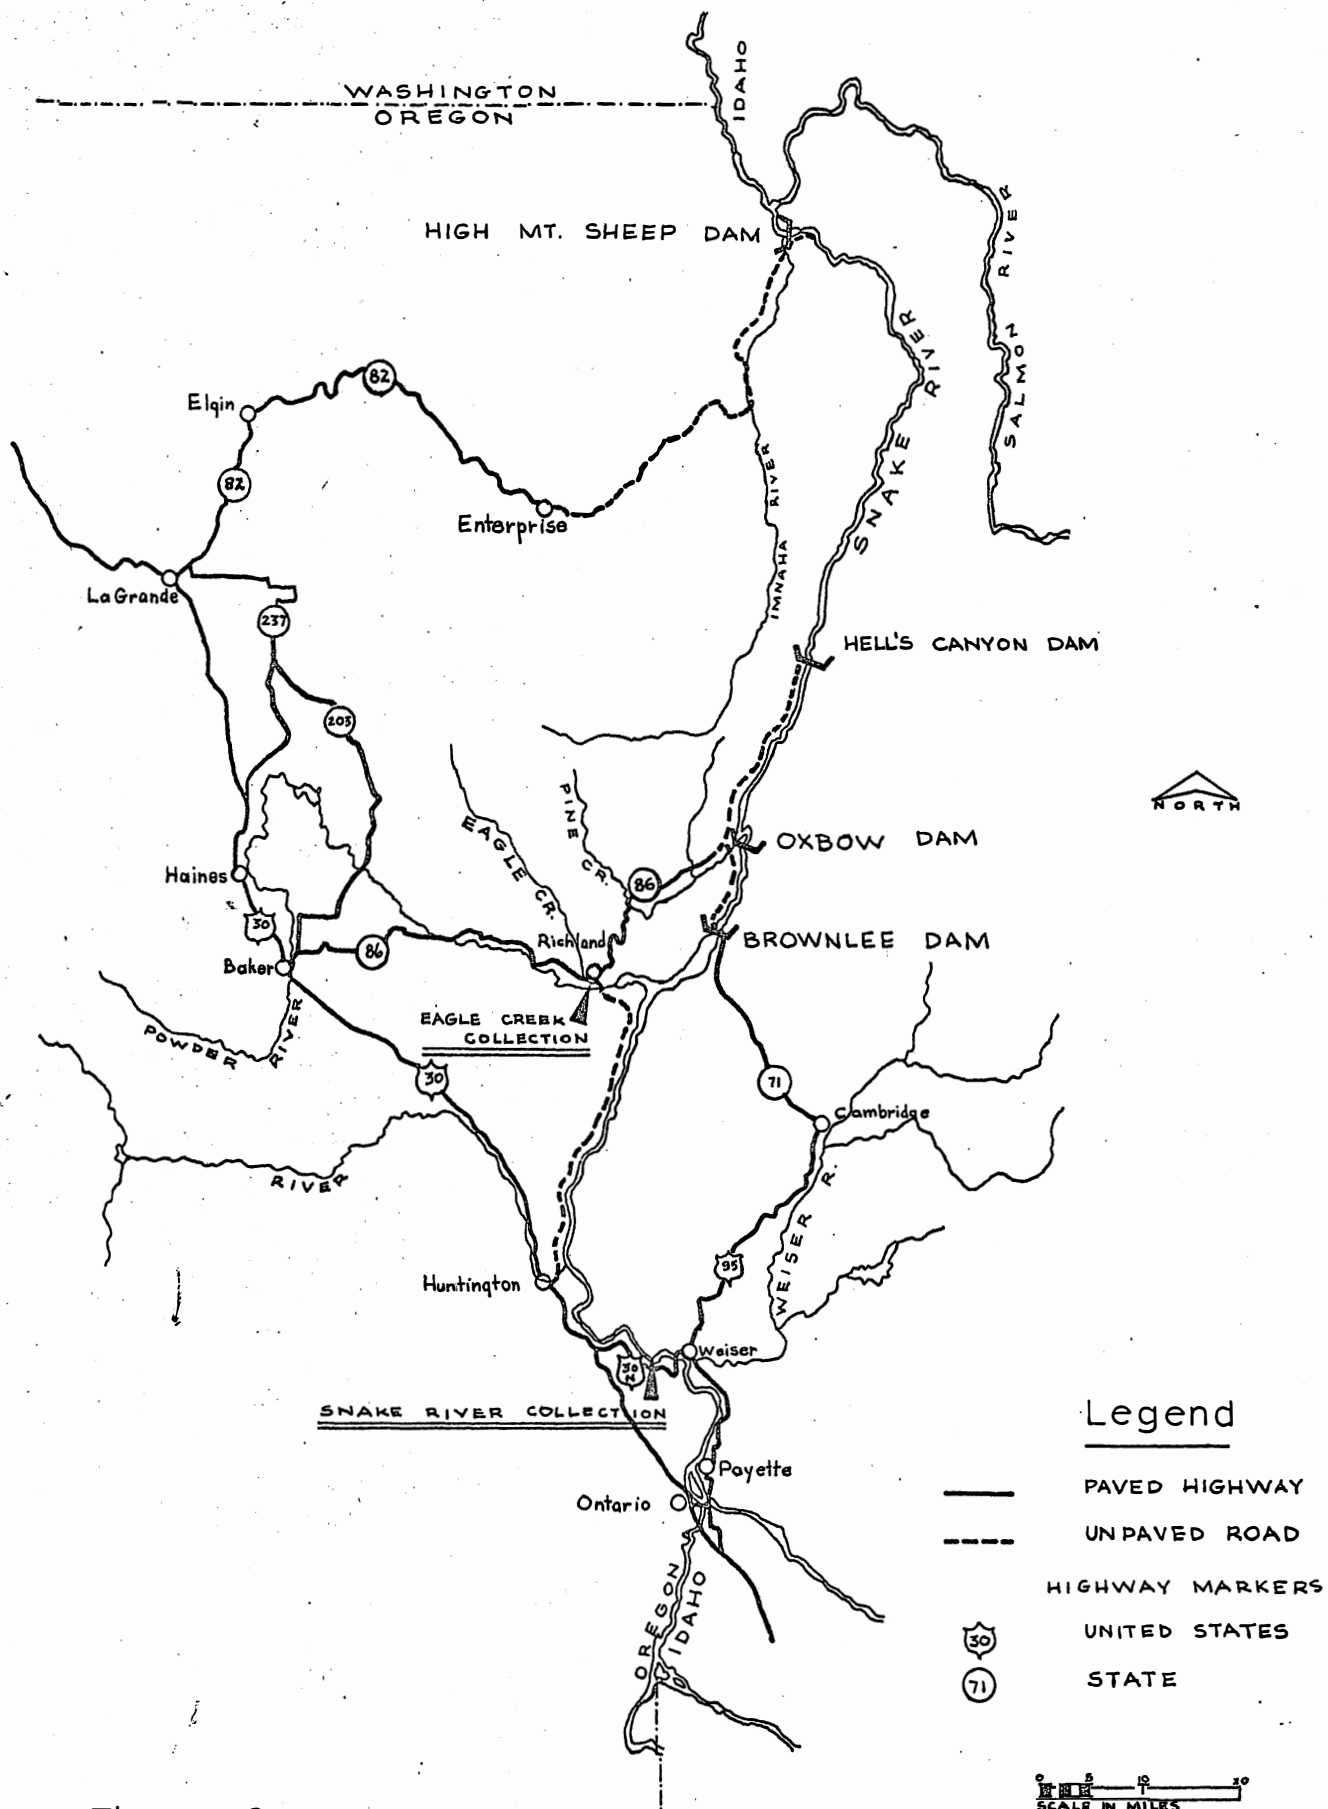 WASHINGTON
OREGON
IDAHO
HIGH MT. SHEEP DAM
SALMON RIVER
SNAKE RIVER
82
Elgin
82
Enterprise
IMNAHA RIVER
LaGrande
237
HELL'S CANYON DAM
203
NORTH
PINE CR.
EAGLE CR.
OXBOW DAM
Haines
86
30
Richland
BROWNLEE DAM
Baker
86
EAGLE CREEK
COLLECTION
POWDER RIVER
30
71
Cambridge
RIVER
WEISER R.
95
Huntington
Weiser
30
N
SNAKE RIVER COLLECTION
Payette
Ontario
OREGON
IDAHO
Legend
PAVED HIGHWAY
UNPAVED ROAD
HIGHWAY MARKERS
30 UNITED STATES
71 STATE
0 5 10 20
SCALE IN MILES